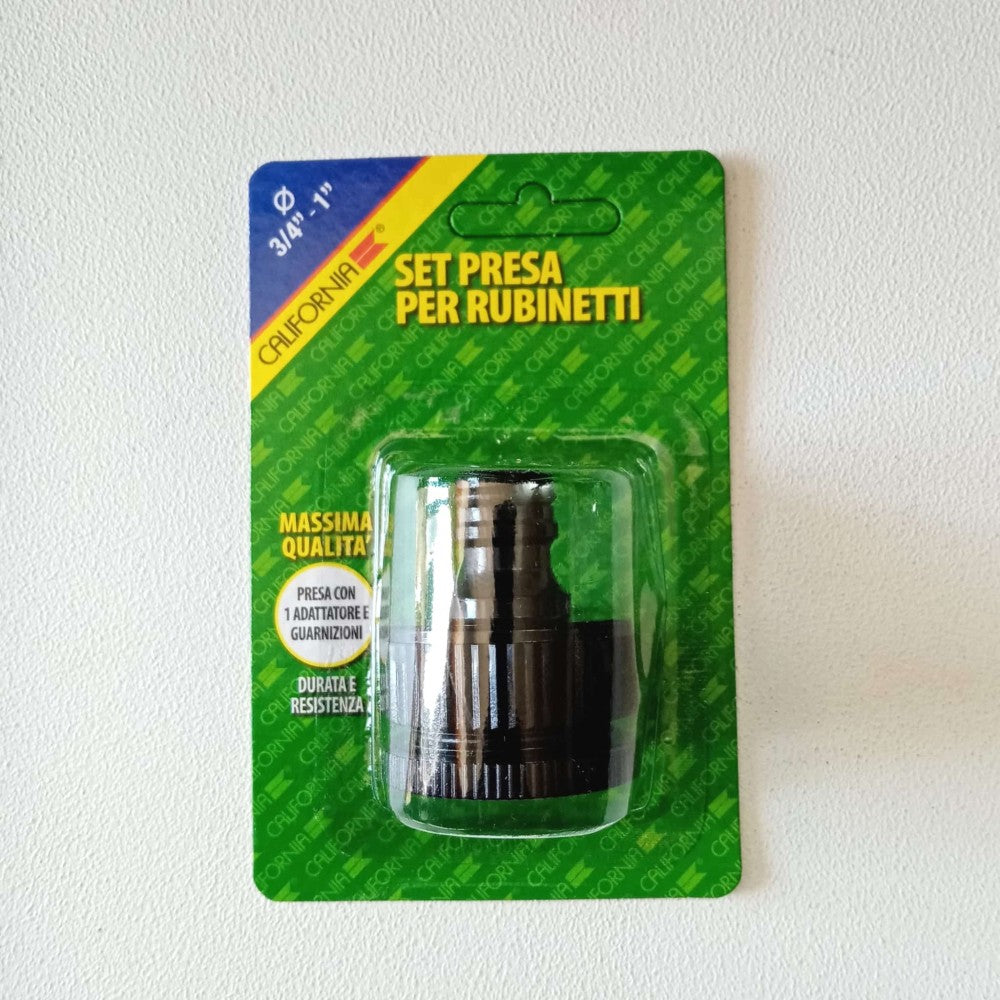 Ø
3/4” - 1”
CALIFORNIA ®
SET PRESA
PER RUBINETTI
MASSIMA
QUALITA’
PRESA CON
1 ADATTATORE E
GUARNIZIONI
DURATA E
RESISTENZA